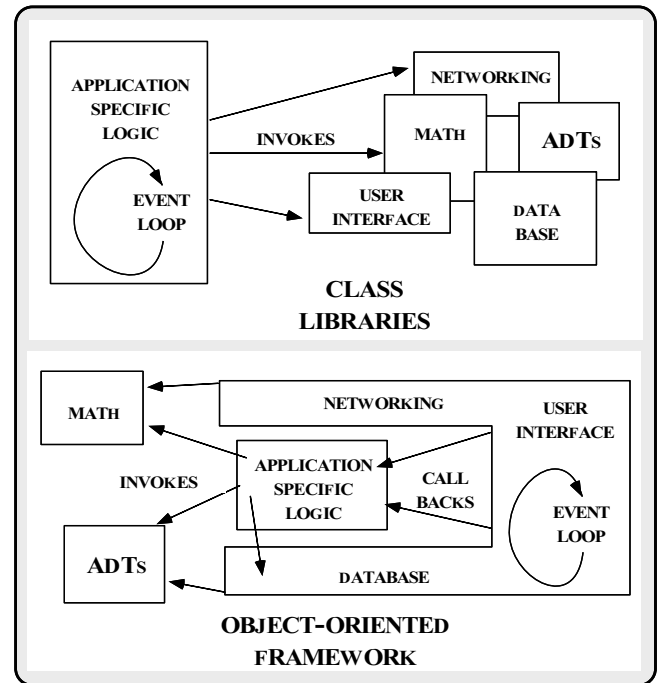 APPLICATION
SPECIFIC
LOGIC
EVENT
LOOP
INVOKES
NETWORKING
MATH
ADTS
USER
INTERFACE
DATA
BASE
CLASS
LIBRARIES
MATH
NETWORKING
USER
INTERFACE
INVOKES
APPLICATION
SPECIFIC
LOGIC
CALL
BACKS
EVENT
LOOP
ADTS
DATABASE
OBJECT-ORIENTED
FRAMEWORK